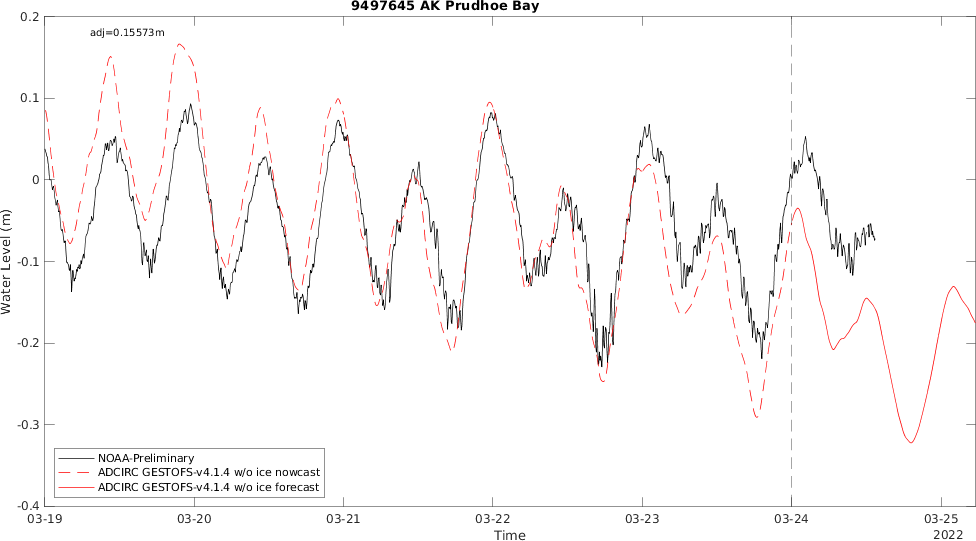 9497645 AK Prudhoe Bay
adj=0.15573m
0.2
0.1
0
-0.1
-0.2
-0.3
-0.4
Water Level (m)
NOAA-Preliminary
ADCIRC GESTOFS-v4.1.4 w/o ice nowcast
ADCIRC GESTOFS-v4.1.4 w/o ice forecast
03-19 03-20 03-21 03-22 03-23 03-24 03-25
Time
2022